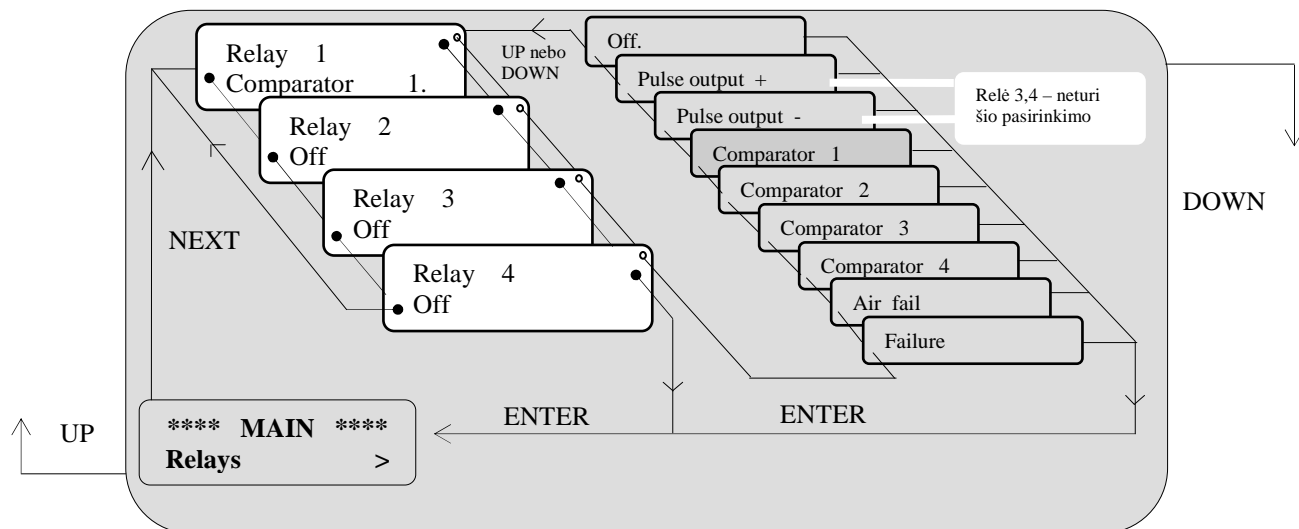 Relay 1
Comparator 1.
Relay 2
Off
Relay 3
Off
Relay 4
Off
UP nebo
DOWN
Off.
Pulse output +
Pulse output -
Comparator 1
Comparator 2
Comparator 3
Comparator 4
Air fail
Failure
Relė 3,4 – neturi
šio pasirinkimo
DOWN
NEXT
UP
**** MAIN ****
Relays >
ENTER
ENTER